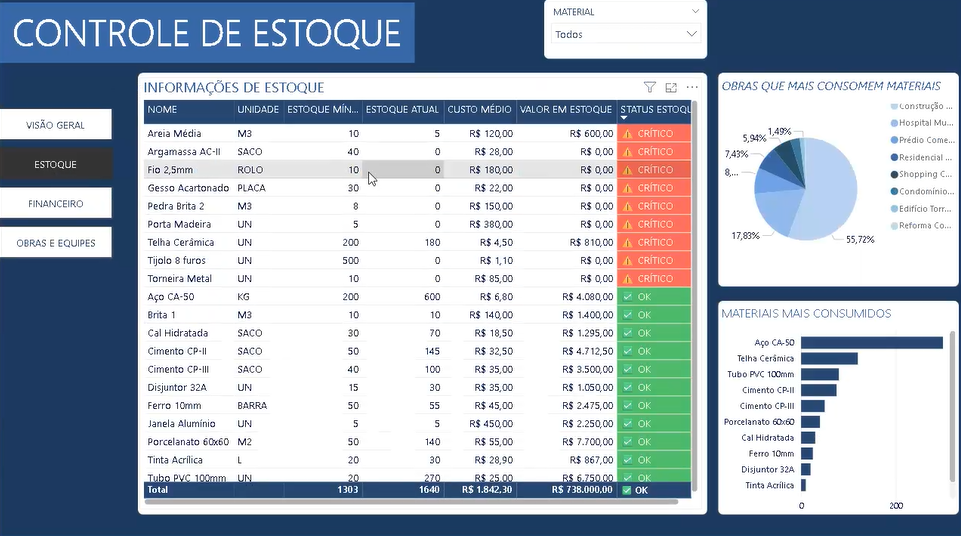 CONTROLE DE ESTOQUE
MATERIAL
Todos
VISÃO GERAL
ESTOQUE
FINANCEIRO
OBRAS E EQUIPES
INFORMAÇÕES DE ESTOQUE
NOME UNIDADE ESTOQUE MÍN... ESTOQUE ATUAL CUSTO MÉDIO VALOR EM ESTOQUE STATUS ESTOQU
Areia Média M3 10 5 R$ 120,00 R$ 600,00 CRÍTICO
Argamassa AC-II SACO 40 0 R$ 28,00 R$ 0,00 CRÍTICO
Fio 2,5mm ROLO 10 0 R$ 180,00 R$ 0,00 CRÍTICO
Gesso Acartonado PLACA 30 0 R$ 22,00 R$ 0,00 CRÍTICO
Pedra Brita 2 M3 8 0 R$ 150,00 R$ 0,00 CRÍTICO
Porta Madeira UN 5 0 R$ 380,00 R$ 0,00 CRÍTICO
Telha Cerâmica UN 200 180 R$ 4,50 R$ 810,00 CRÍTICO
Tijolo 8 furos UN 500 0 R$ 1,10 R$ 0,00 CRÍTICO
Torneira Metal UN 10 0 R$ 85,00 R$ 0,00 CRÍTICO
Aço CA-50 KG 200 600 R$ 6,80 R$ 4.080,00 OK
Brita 1 M3 10 10 R$ 140,00 R$ 1.400,00 OK
Cal Hidratada SACO 30 70 R$ 18,50 R$ 1.295,00 OK
Cimento CP-II SACO 50 145 R$ 32,50 R$ 4.712,50 OK
Cimento CP-III SACO 40 100 R$ 35,00 R$ 3.500,00 OK
Disjuntor 32A UN 15 30 R$ 35,00 R$ 1.050,00 OK
Ferro 10mm BARRA 50 55 R$ 45,00 R$ 2.475,00 OK
Janela Alumínio UN 5 5 R$ 450,00 R$ 2.250,00 OK
Porcelanato 60x60 M2 50 140 R$ 55,00 R$ 7.700,00 OK
Tinta Acrílica L 20 30 R$ 28,90 R$ 867,00 OK
Tubo PVC 100mm UN 20 270 R$ 25,00 R$ 6.750,00 OK
Total 1303 1640 R$ 1.842,30 R$ 738.000,00 OK
OBRAS QUE MAIS CONSOMEM MATERIAIS
1,49%
5,94%
7,43%
8,...
17,83%
55,72%
Construção ...
Hospital Mu...
Prédio Come...
Residencial ...
Shopping C...
Condomínio...
Edifício Torr...
Reforma Co...
MATERIAIS MAIS CONSUMIDOS
Aço CA-50
Telha Cerâmica
Tubo PVC 100mm
Cimento CP-II
Cimento CP-III
Porcelanato 60x60
Cal Hidratada
Ferro 10mm
Disjuntor 32A
Tinta Acrílica
0 200